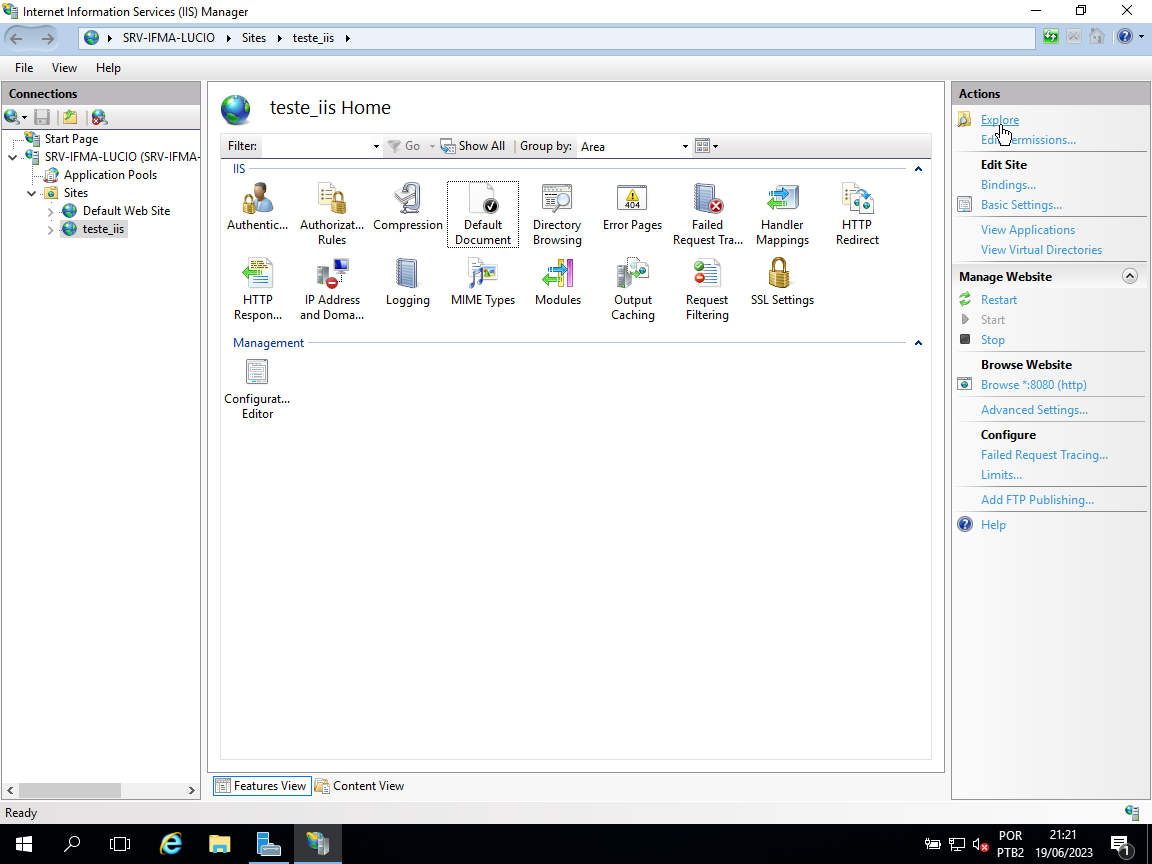 Internet Information Services (IIS) Manager
SRV-IFMA-LUCIO
Sites
teste_iis
File
View
Help
Connections
Start Page
SRV-IFMA-LUCIO (SRV-IFMA-
Application Pools
Sites
Default Web Site
teste_iis
teste_iis Home
Filter:
Go
Show All
Group by:
Area
IIS
Authentic...
Authorizat... Rules
Compression
Default Document
Directory Browsing
Error Pages
404
Failed Request Tra...
Handler Mappings
HTTP Redirect
HTTP Respon...
IP Address and Doma...
Logging
MIME Types
Modules
Output Caching
Request Filtering
SSL Settings
Management
Configurat... Editor
Features View
Content View
Actions
Explore
Edit Permissions...
Edit Site
Bindings...
Basic Settings...
View Applications
View Virtual Directories
Manage Website
Restart
Start
Stop
Browse Website
Browse *:8080 (http)
Advanced Settings...
Configure
Failed Request Tracing...
Limits...
Add FTP Publishing...
Help
Ready
POR
PTB2
21:21
19/06/2023
1